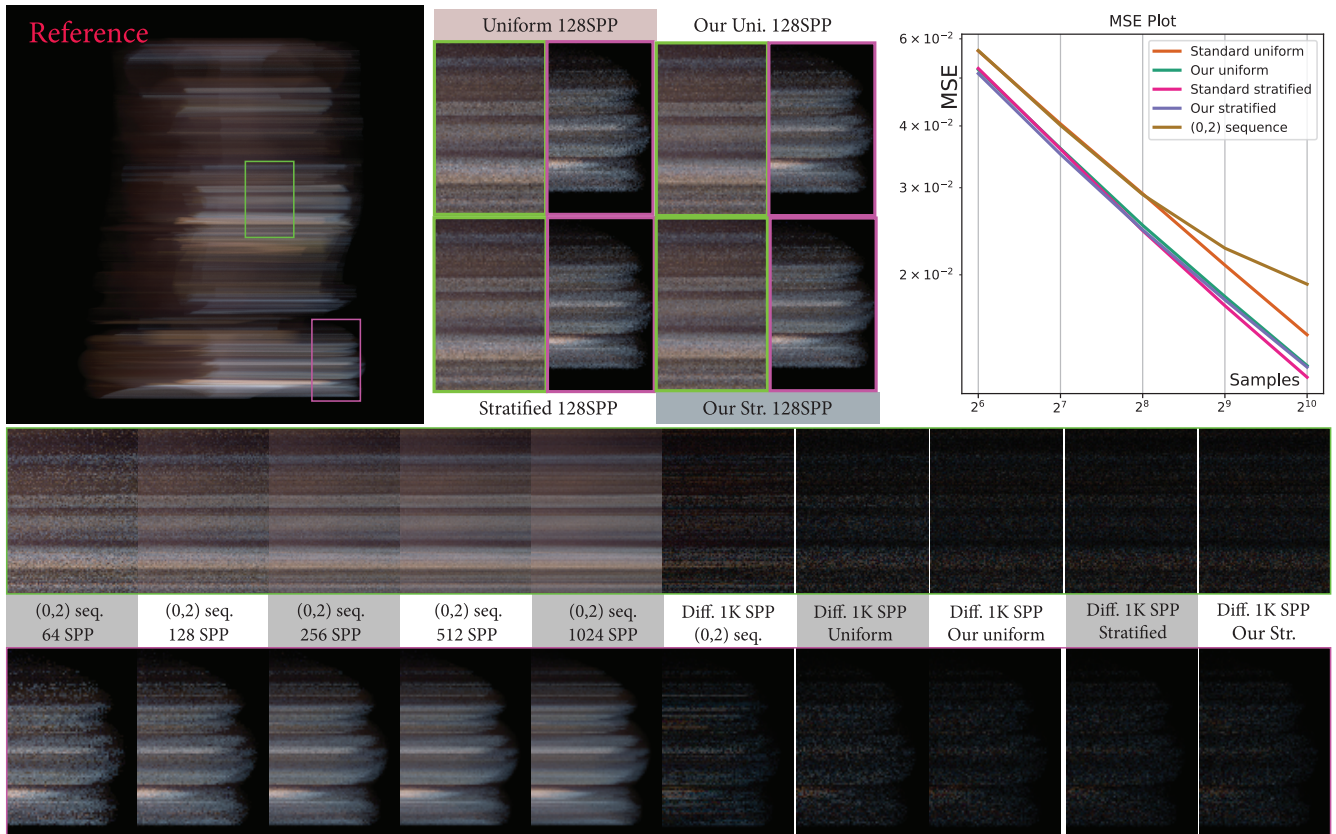 Reference
Uniform 128SPP
Our Uni. 128SPP
Stratified 128SPP
Our Str. 128SPP
MSE Plot
MSE
6 × 10⁻²
4 × 10⁻²
3 × 10⁻²
2 × 10⁻²
Standard uniform
Our uniform
Standard stratified
Our stratified
(0,2) sequence
Samples
2⁶ 2⁷ 2⁸ 2⁹ 2¹⁰
(0,2) seq.
64 SPP
(0,2) seq.
128 SPP
(0,2) seq.
256 SPP
(0,2) seq.
512 SPP
(0,2) seq.
1024 SPP
Diff. 1K SPP
(0,2) seq.
Diff. 1K SPP
Uniform
Diff. 1K SPP
Our uniform
Diff. 1K SPP
Stratified
Diff. 1K SPP
Our Str.